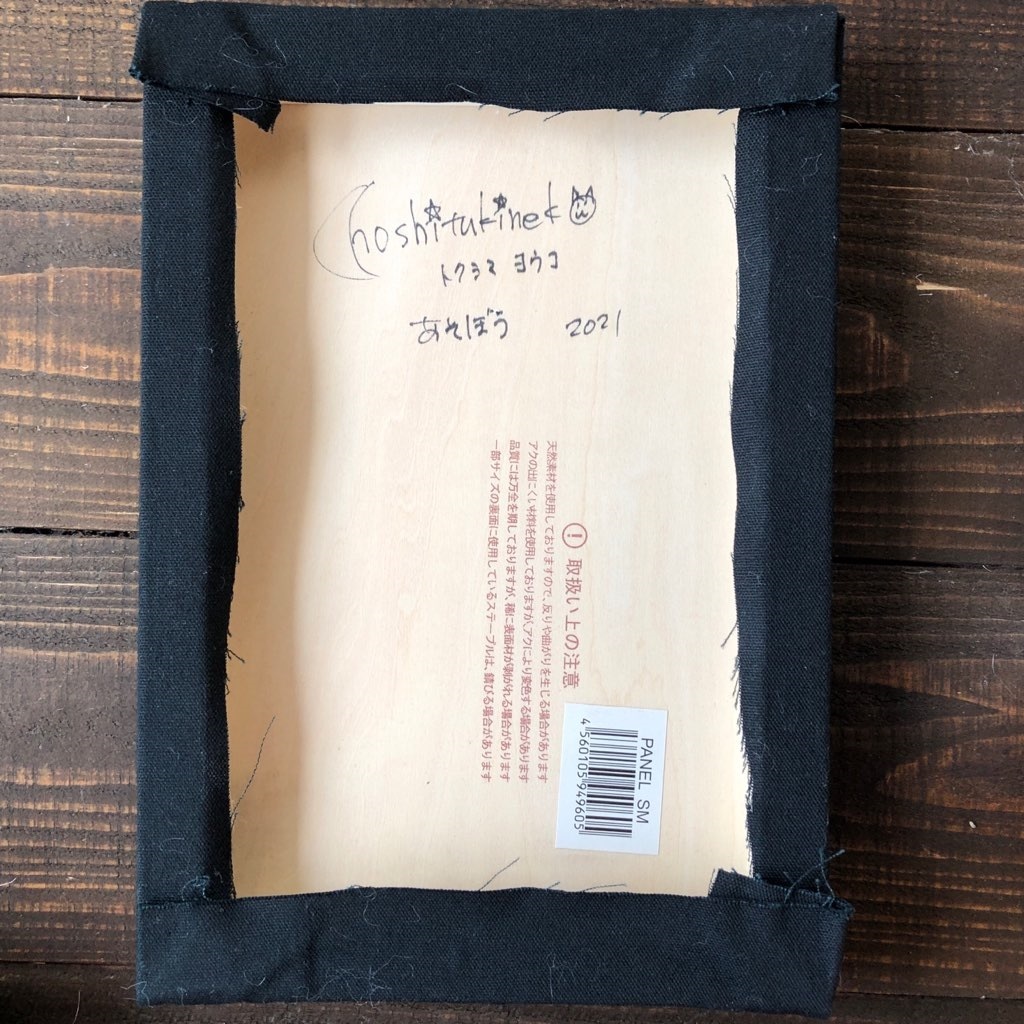 hoshitukinek
トクシマ ヨウコ
あそぼう 2021
取扱い上の注意
天然素材を使用しておりますので、反りや曲がりを生じる場合があります
アクの出にくい材料を使用しておりますが、アクにより変色する場合があります
品質には万全を期しておりますが、稀に表面材が剥がれる場合があります
一部サイズの裏面に使用しているステープルは、錆びる場合があります
PANEL SM
4560105949605